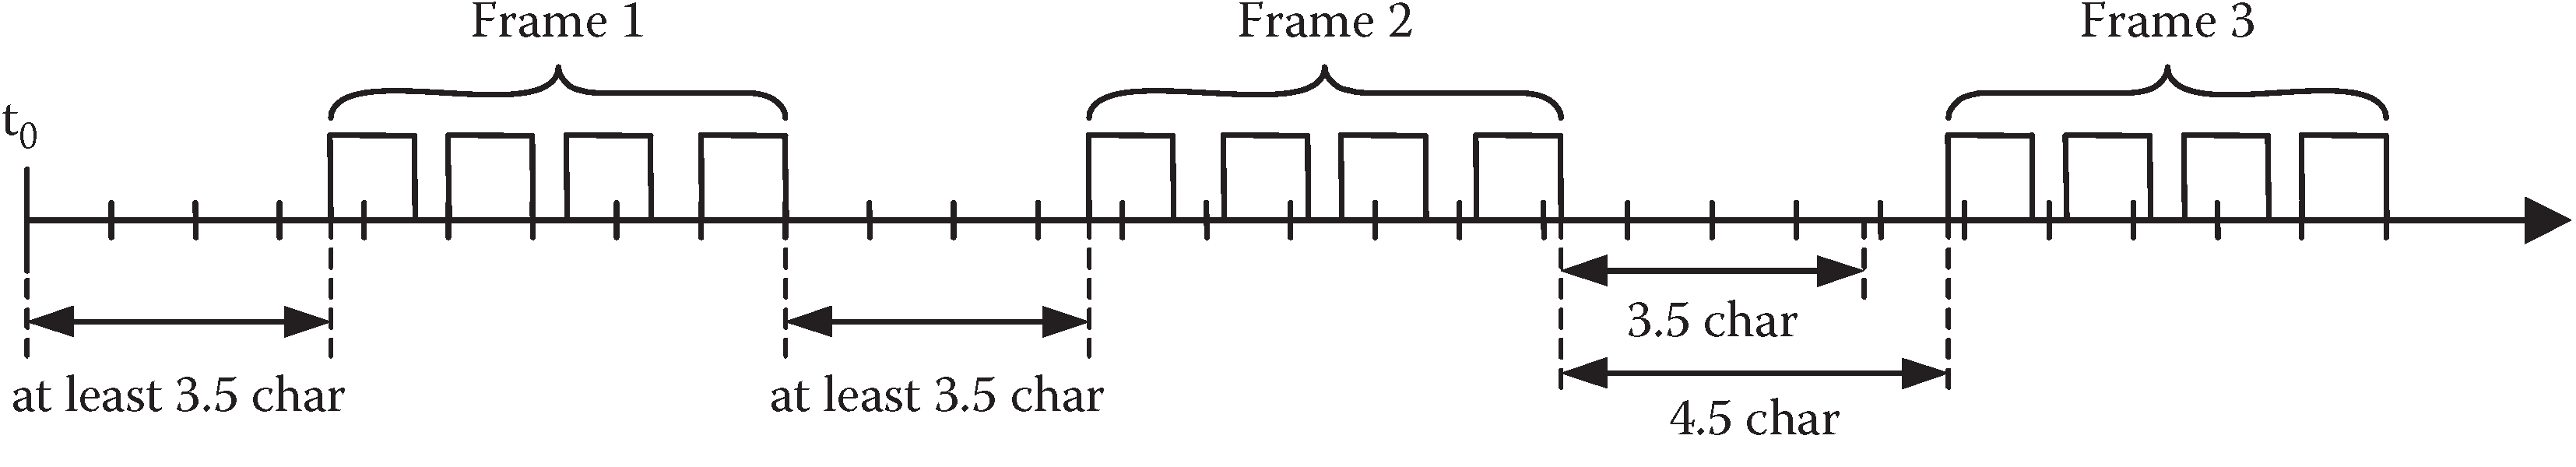 Frame 1
Frame 2
Frame 3
t0
3.5 char
at least 3.5 char
at least 3.5 char
4.5 char